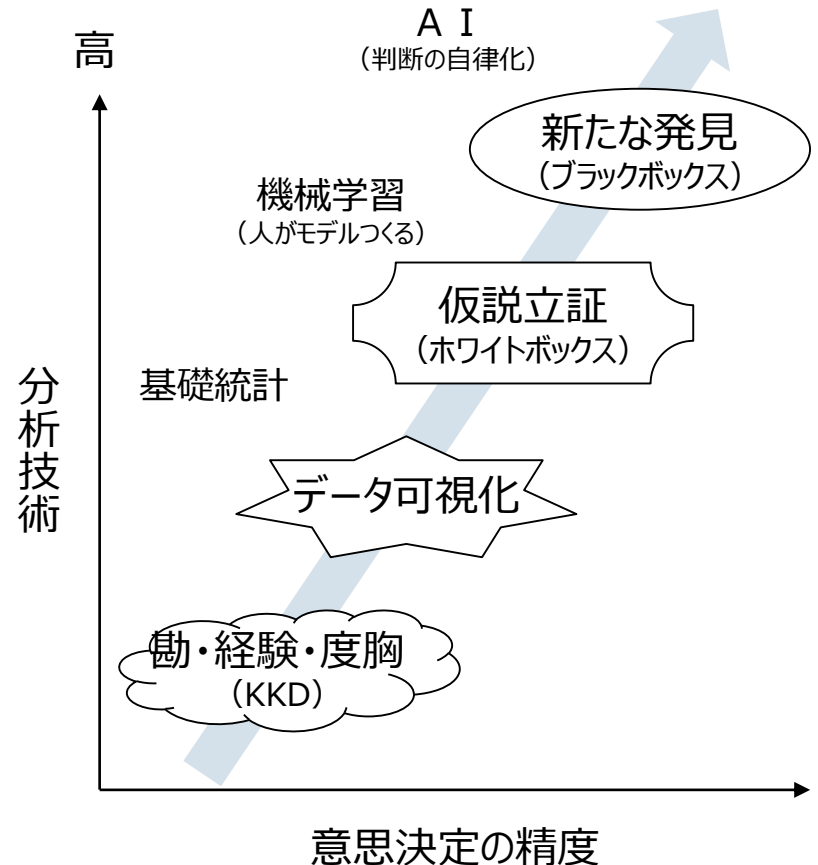 高
ＡＩ
（判断の自律化）
新たな発見
（ブラックボックス）
機械学習
（人がモデルつくる）
仮説立証
（ホワイトボックス）
分析技術
基礎統計
データ可視化
勘・経験・度胸
（KKD）
意思決定の精度